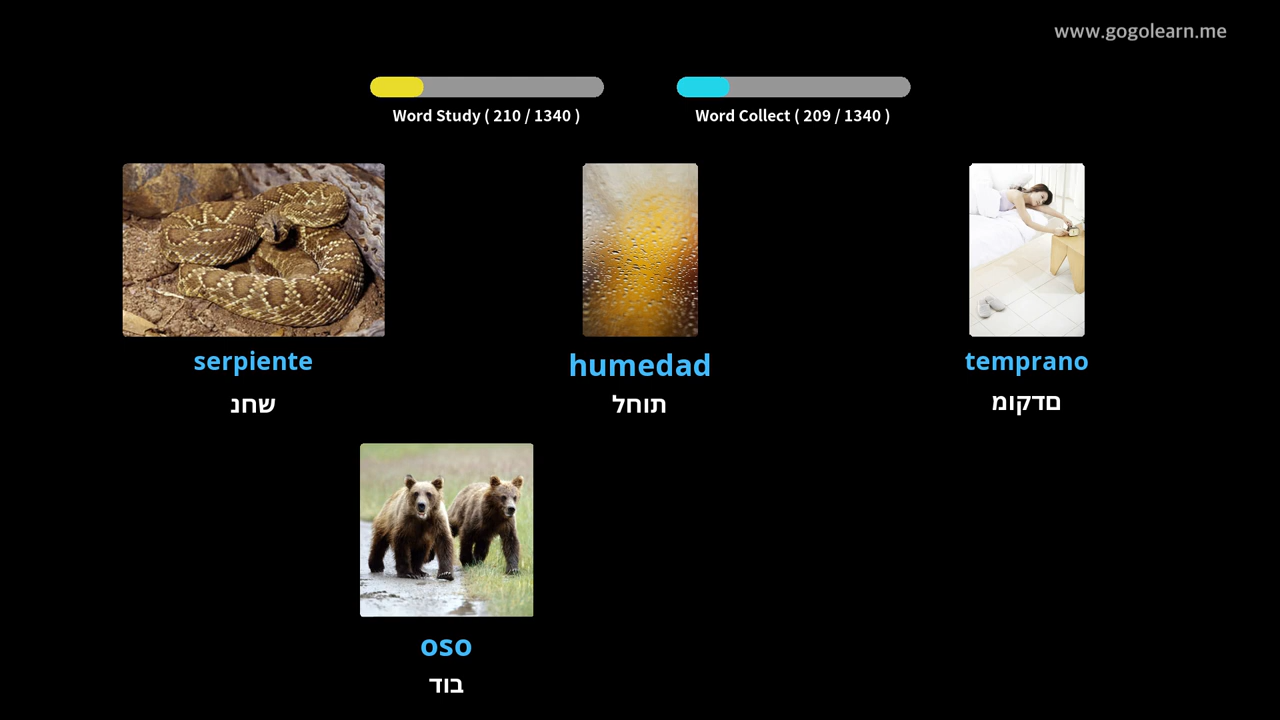 www.gogolearn.me
Word Study ( 210 / 1340 )
Word Collect ( 209 / 1340 )
serpiente
שחנ
humedad
תוחל
temprano
םדקומ
oso
בוד